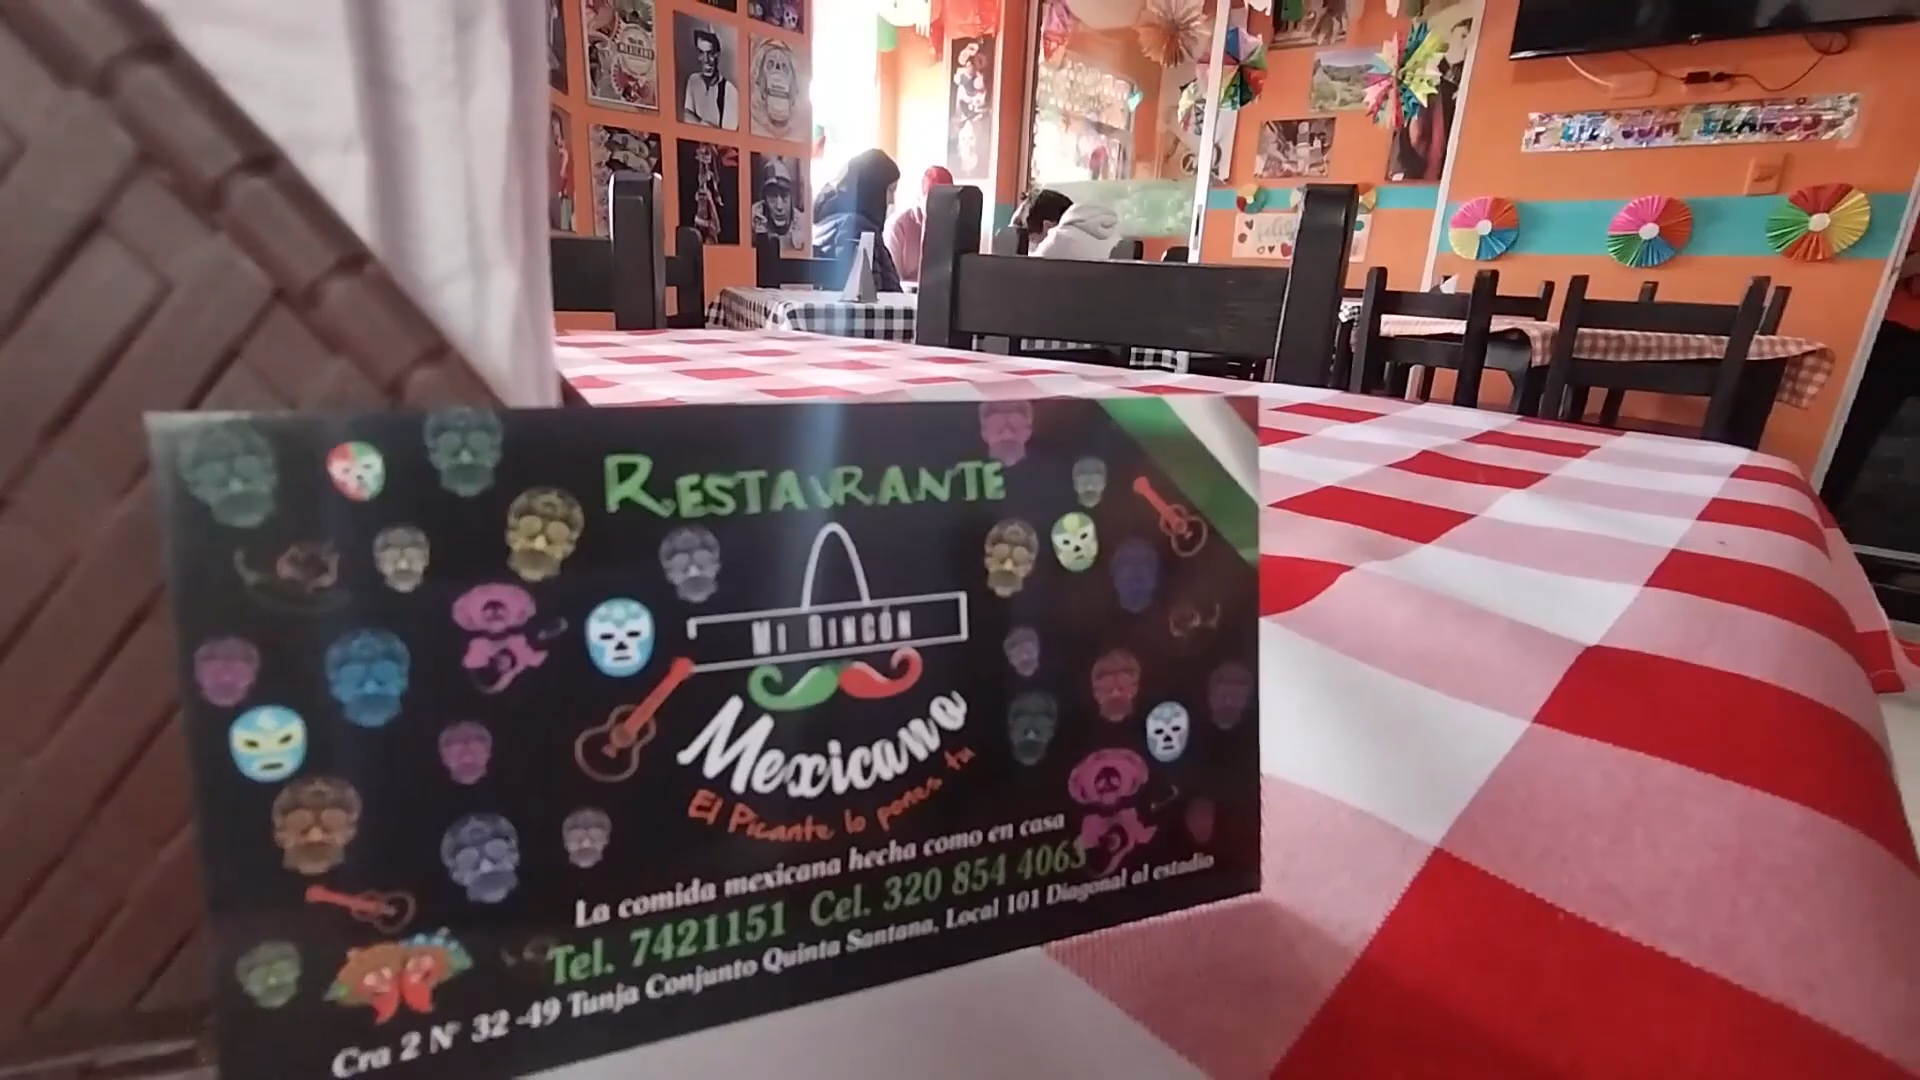 RESTAURANTE
MI RINCÓN
Mexicano
El Picante lo pones tu
La comida mexicana hecha como en casa
Tel. 7421151 Cel. 320 854 4063
Cra 2 N° 32 -49 Tunja Conjunto Quinta Santana. Local 101 Diagonal al estadio